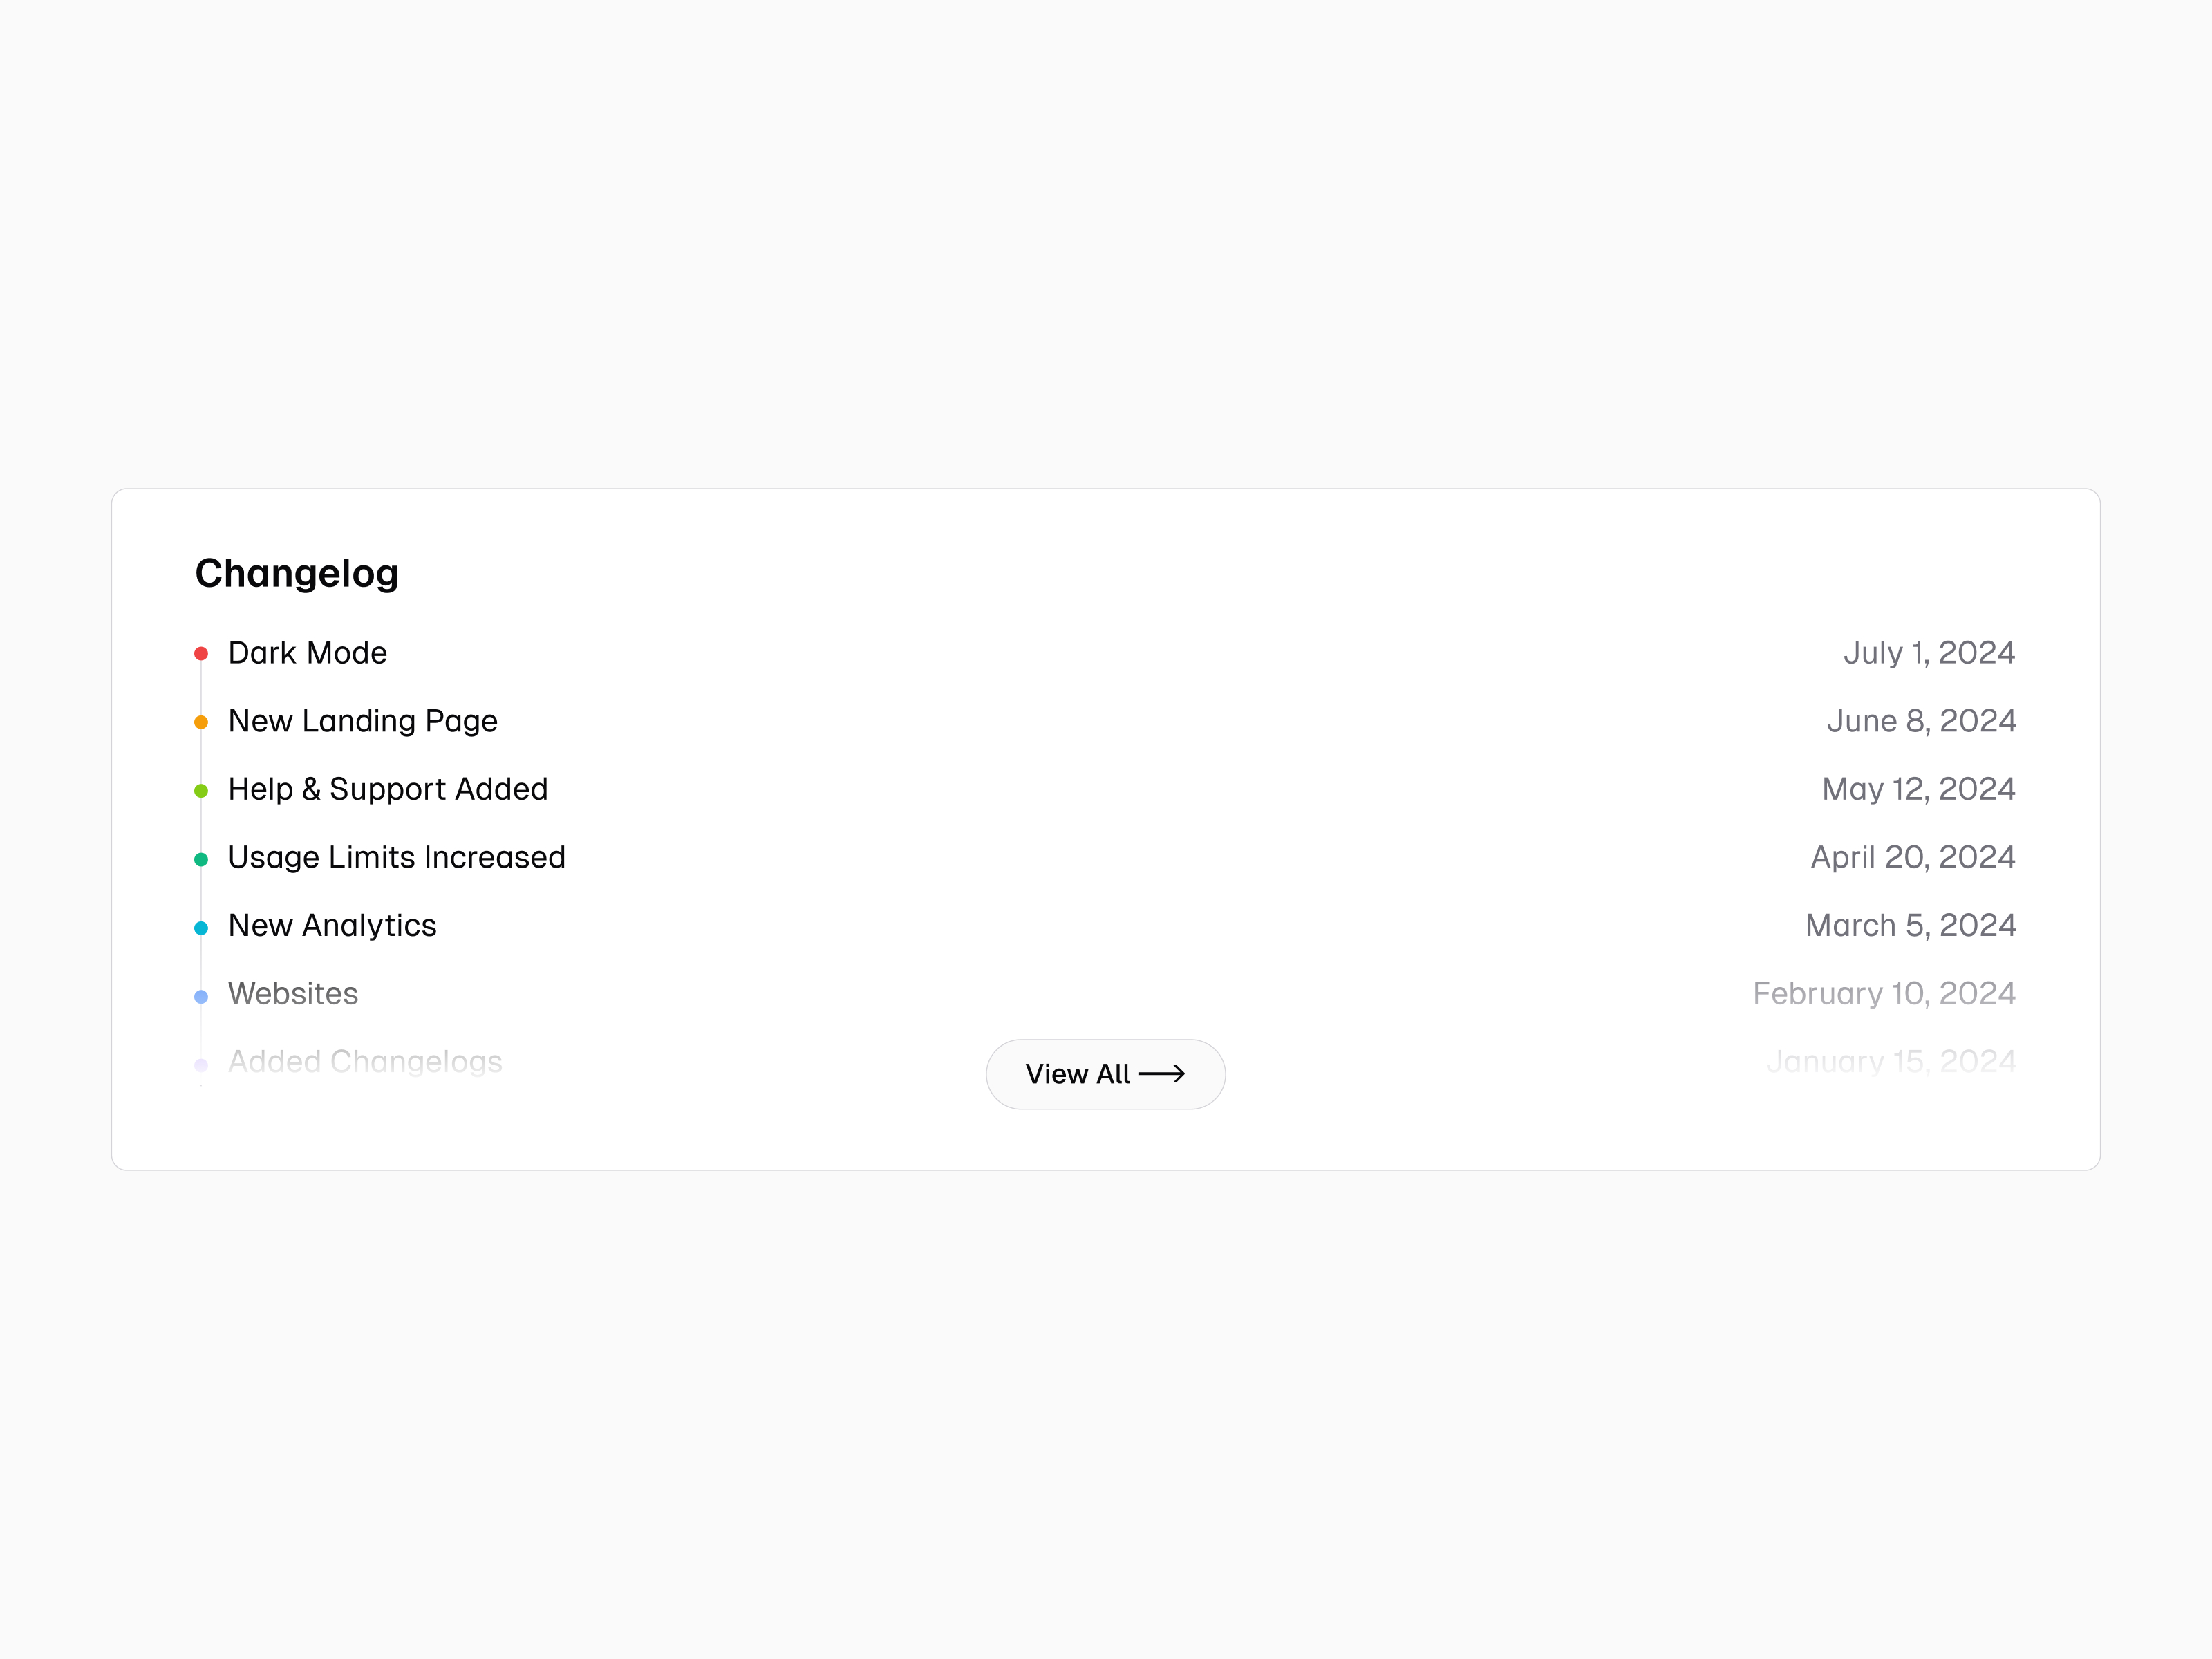 Changelog
Dark Mode July 1, 2024
New Landing Page June 8, 2024
Help & Support Added May 12, 2024
Usage Limits Increased April 20, 2024
New Analytics March 5, 2024
Websites February 10, 2024
Added Changelogs January 15, 2024
View All